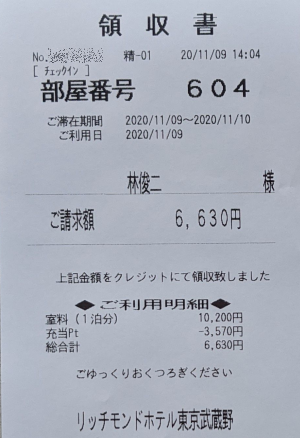 領収書
No. 精-01 20/11/09 14:04
[ ﾁｪｯｸｲﾝ ]
部屋番号 604
ご滞在期間 2020/11/09～2020/11/10
ご利用日 2020/11/09
林俊二 様
ご請求額 6,630円
上記金額をクレジットにて領収致しました
◆ご利用明細◆
室料(1泊分) 10,200円
充当Pt -3,570円
総合計 6,630円
ごゆっくりおくつろぎください
リッチモンドホテル東京武蔵野